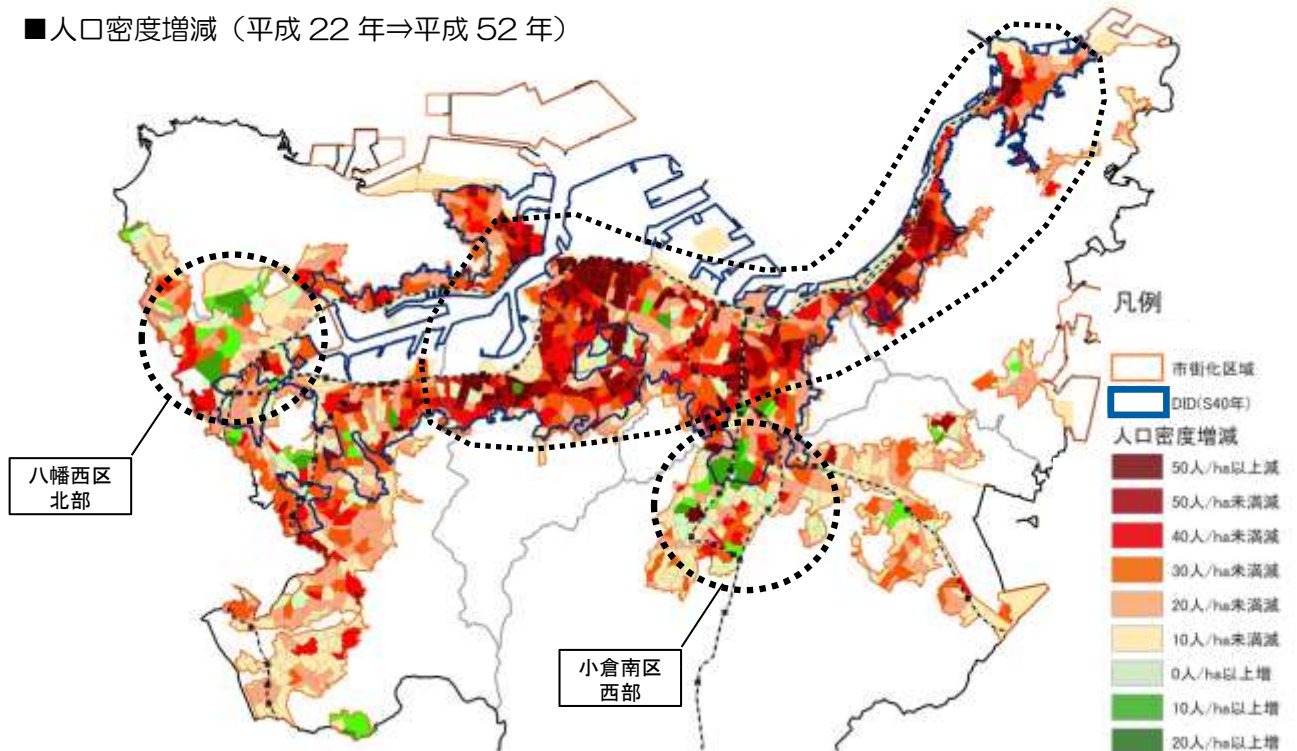 ■人口密度増減（平成 22 年⇒平成 52 年）
八幡西区
北部
小倉南区
西部
凡例
市街化区域
DID(S40年)
人口密度増減
50人/ha以上減
50人/ha未満減
40人/ha未満減
30人/ha未満減
20人/ha未満減
10人/ha未満減
0人/ha以上増
10人/ha以上増
20人/ha以上増